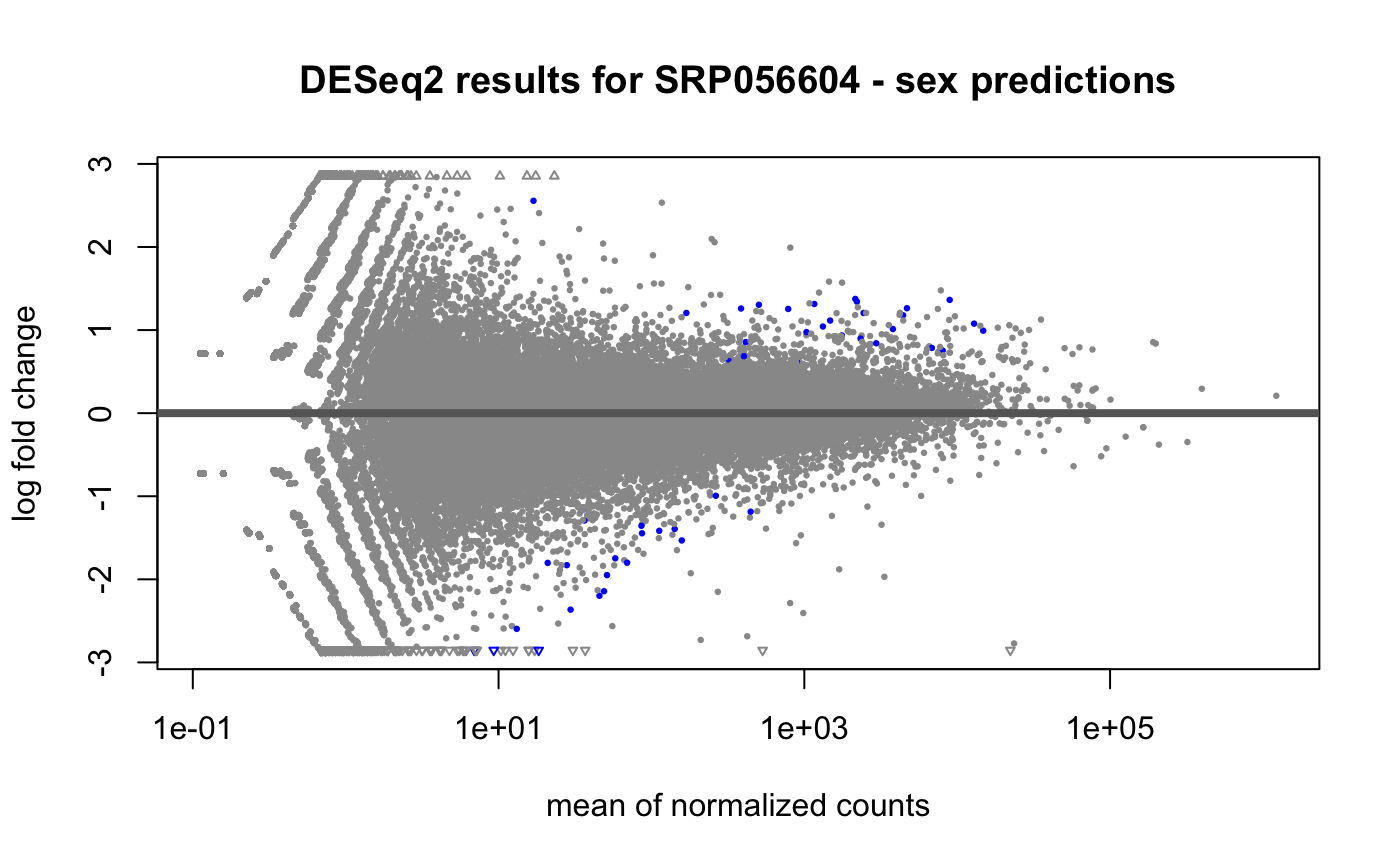 DESeq2 results for SRP056604 - sex predictions
3
2
1
0
-1
-2
-3
log fold change
1e-01
1e+01
1e+03
1e+05
mean of normalized counts